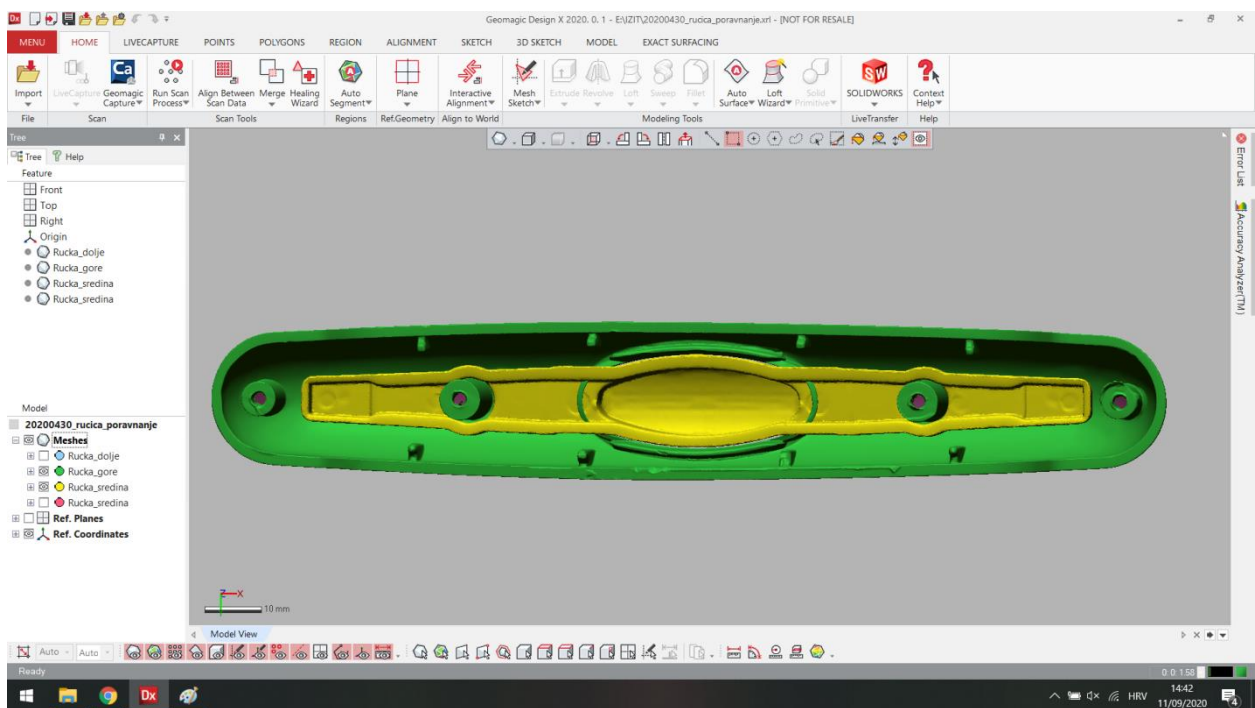 Dx
Geomagic Design X 2020. 0. 1 - E:\IZIT\20200430_rucica_poravnanje.xrl - [NOT FOR RESALE]
MENU HOME LIVECAPTURE POINTS POLYGONS REGION ALIGNMENT SKETCH 3D SKETCH MODEL EXACT SURFACING
Import LiveCapture Geomagic Capture Run Scan Process Align Between Scan Data Merge Healing Wizard Auto Segment Plane Interactive Alignment Mesh Sketch Extrude Revolve Loft Sweep Fillet Auto Surface Loft Wizard Solid Primitive SOLIDWORKS Context Help
File Scan Scan Tools Regions Ref.Geometry Align to World Modeling Tools LiveTransfer Help
Tree
Tree Help
Feature
Front
Top
Right
Origin
Rucka_dolje
Rucka_gore
Rucka_sredina
Rucka_sredina
Model
20200430_rucica_poravnanje
Meshes
Rucka_dolje
Rucka_gore
Rucka_sredina
Rucka_sredina
Ref. Planes
Ref. Coordinates
Error List
Accuracy Analyzer(TM)
Z X
10 mm
Model View
Auto Auto
Ready 0: 0: 1.58
Dx HRV 14:42
11/09/2020 4